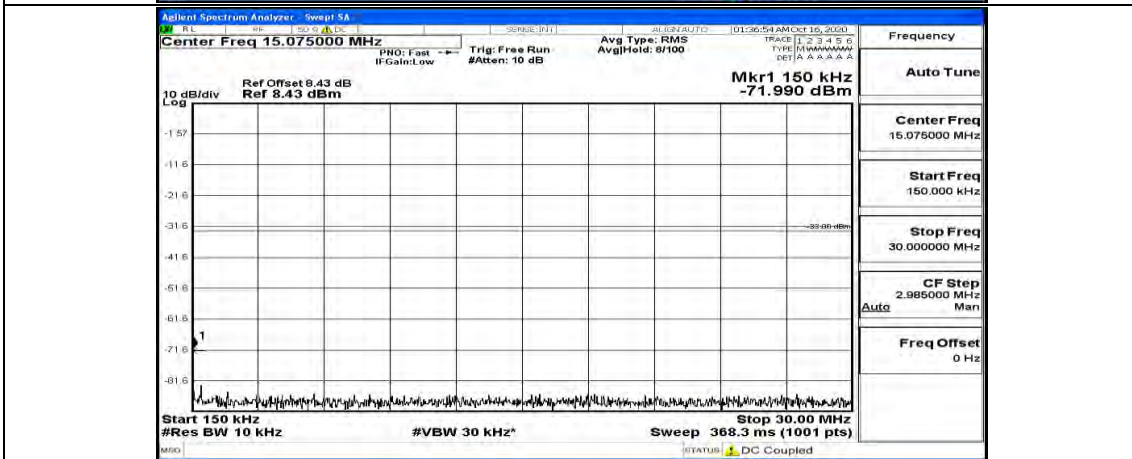 Agilent Spectrum Analyzer - Swept SA
RL RF 50 Ω DC SENSE:INT ALIGN AUTO 01:36:54 AM Oct 16, 2020
Center Freq 15.075000 MHz
PNO: Fast
IFGain:Low
Trig: Free Run
#Atten: 10 dB
Avg Type: RMS
Avg|Hold: 8/100
TRACE 1 2 3 4 5 6
TYPE MWWWWW
DET A A A A A A
Ref Offset 8.43 dB
10 dB/div Ref 8.43 dBm
Log
Mkr1 150 kHz
-71.990 dBm
-1.57
-11.6
-21.6
-31.6
-33.00 dBm
-41.6
-51.6
-61.6
-71.6
-81.6
1
Start 150 kHz
Stop 30.00 MHz
#Res BW 10 kHz
#VBW 30 kHz*
Sweep 368.3 ms (1001 pts)
MSG
STATUS DC Coupled
Frequency
Auto Tune
Center Freq
15.075000 MHz
Start Freq
150.000 kHz
Stop Freq
30.000000 MHz
CF Step
2.985000 MHz
Auto Man
Freq Offset
0 Hz